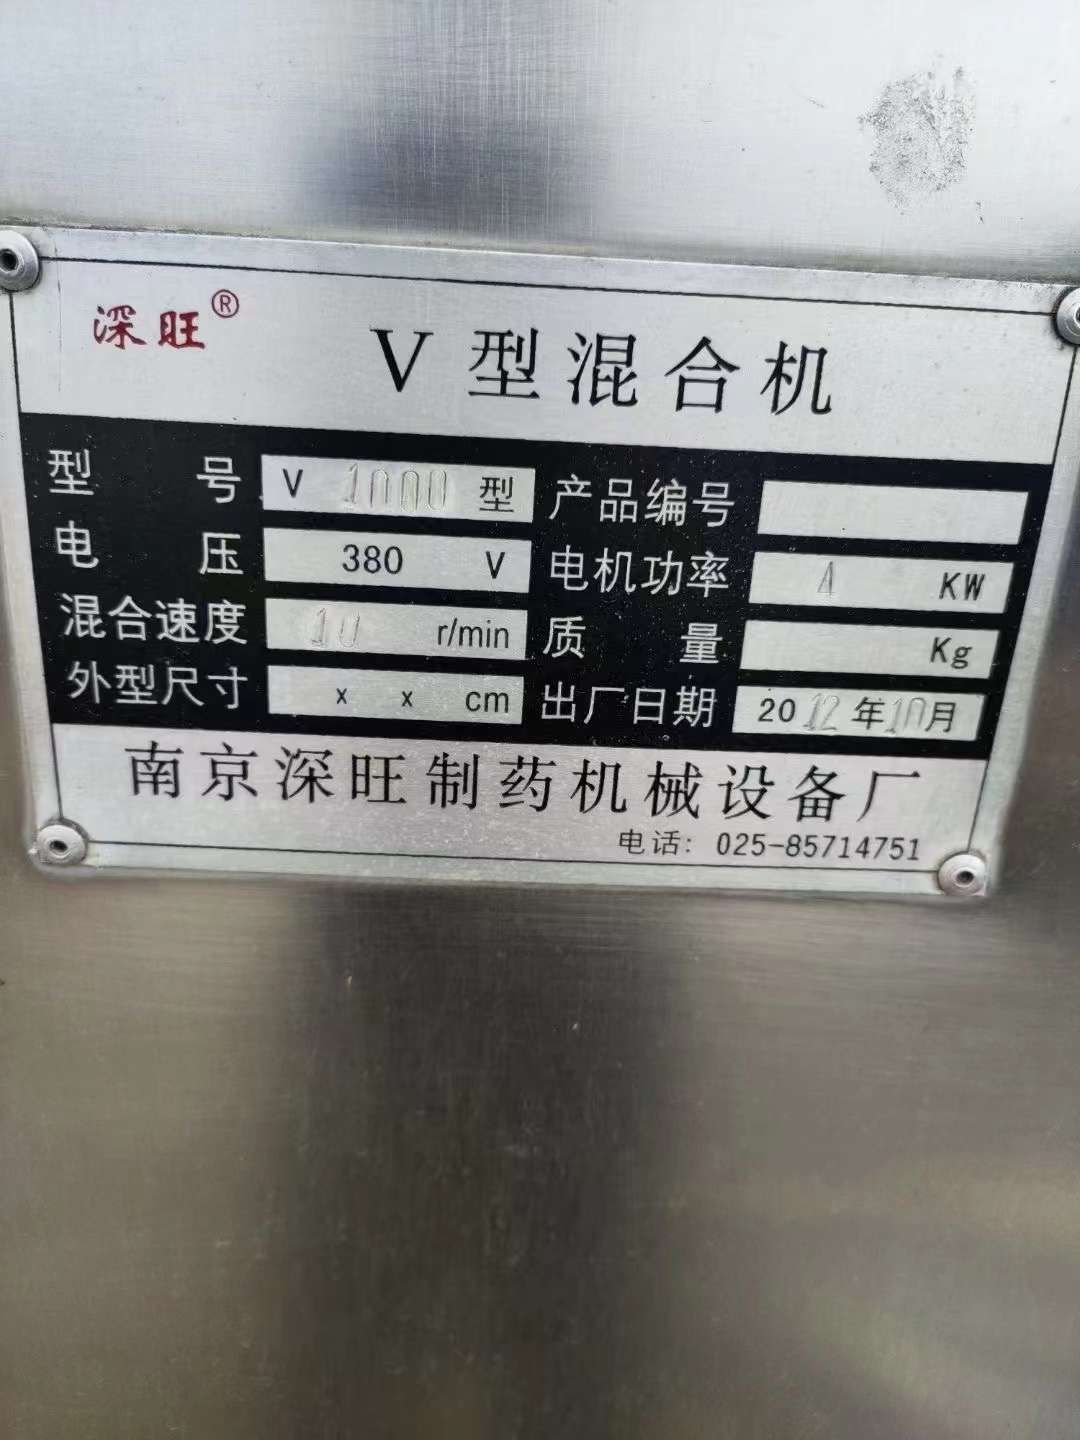 深旺®
V型混合机
型号 V 1000 型 产品编号
电压 380 V 电机功率 4 KW
混合速度 10 r/min 质量 Kg
外型尺寸 x x cm 出厂日期 2012年10月
南京深旺制药机械设备厂
电话: 025-85714751